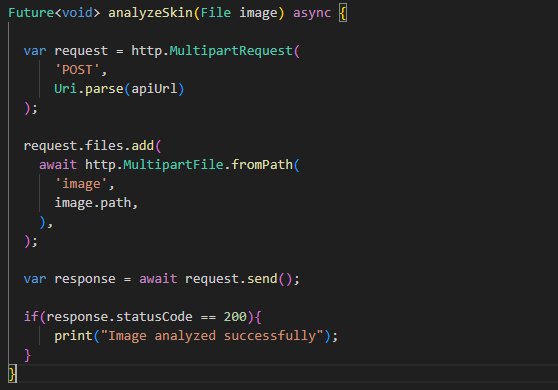 Future<void> analyzeSkin(File image) async {
var request = http.MultipartRequest(
'POST',
Uri.parse(apiUrl)
);
request.files.add(
await http.MultipartFile.fromPath(
'image',
image.path,
),
);
var response = await request.send();
if(response.statusCode == 200){
print("Image analyzed successfully");
}
}